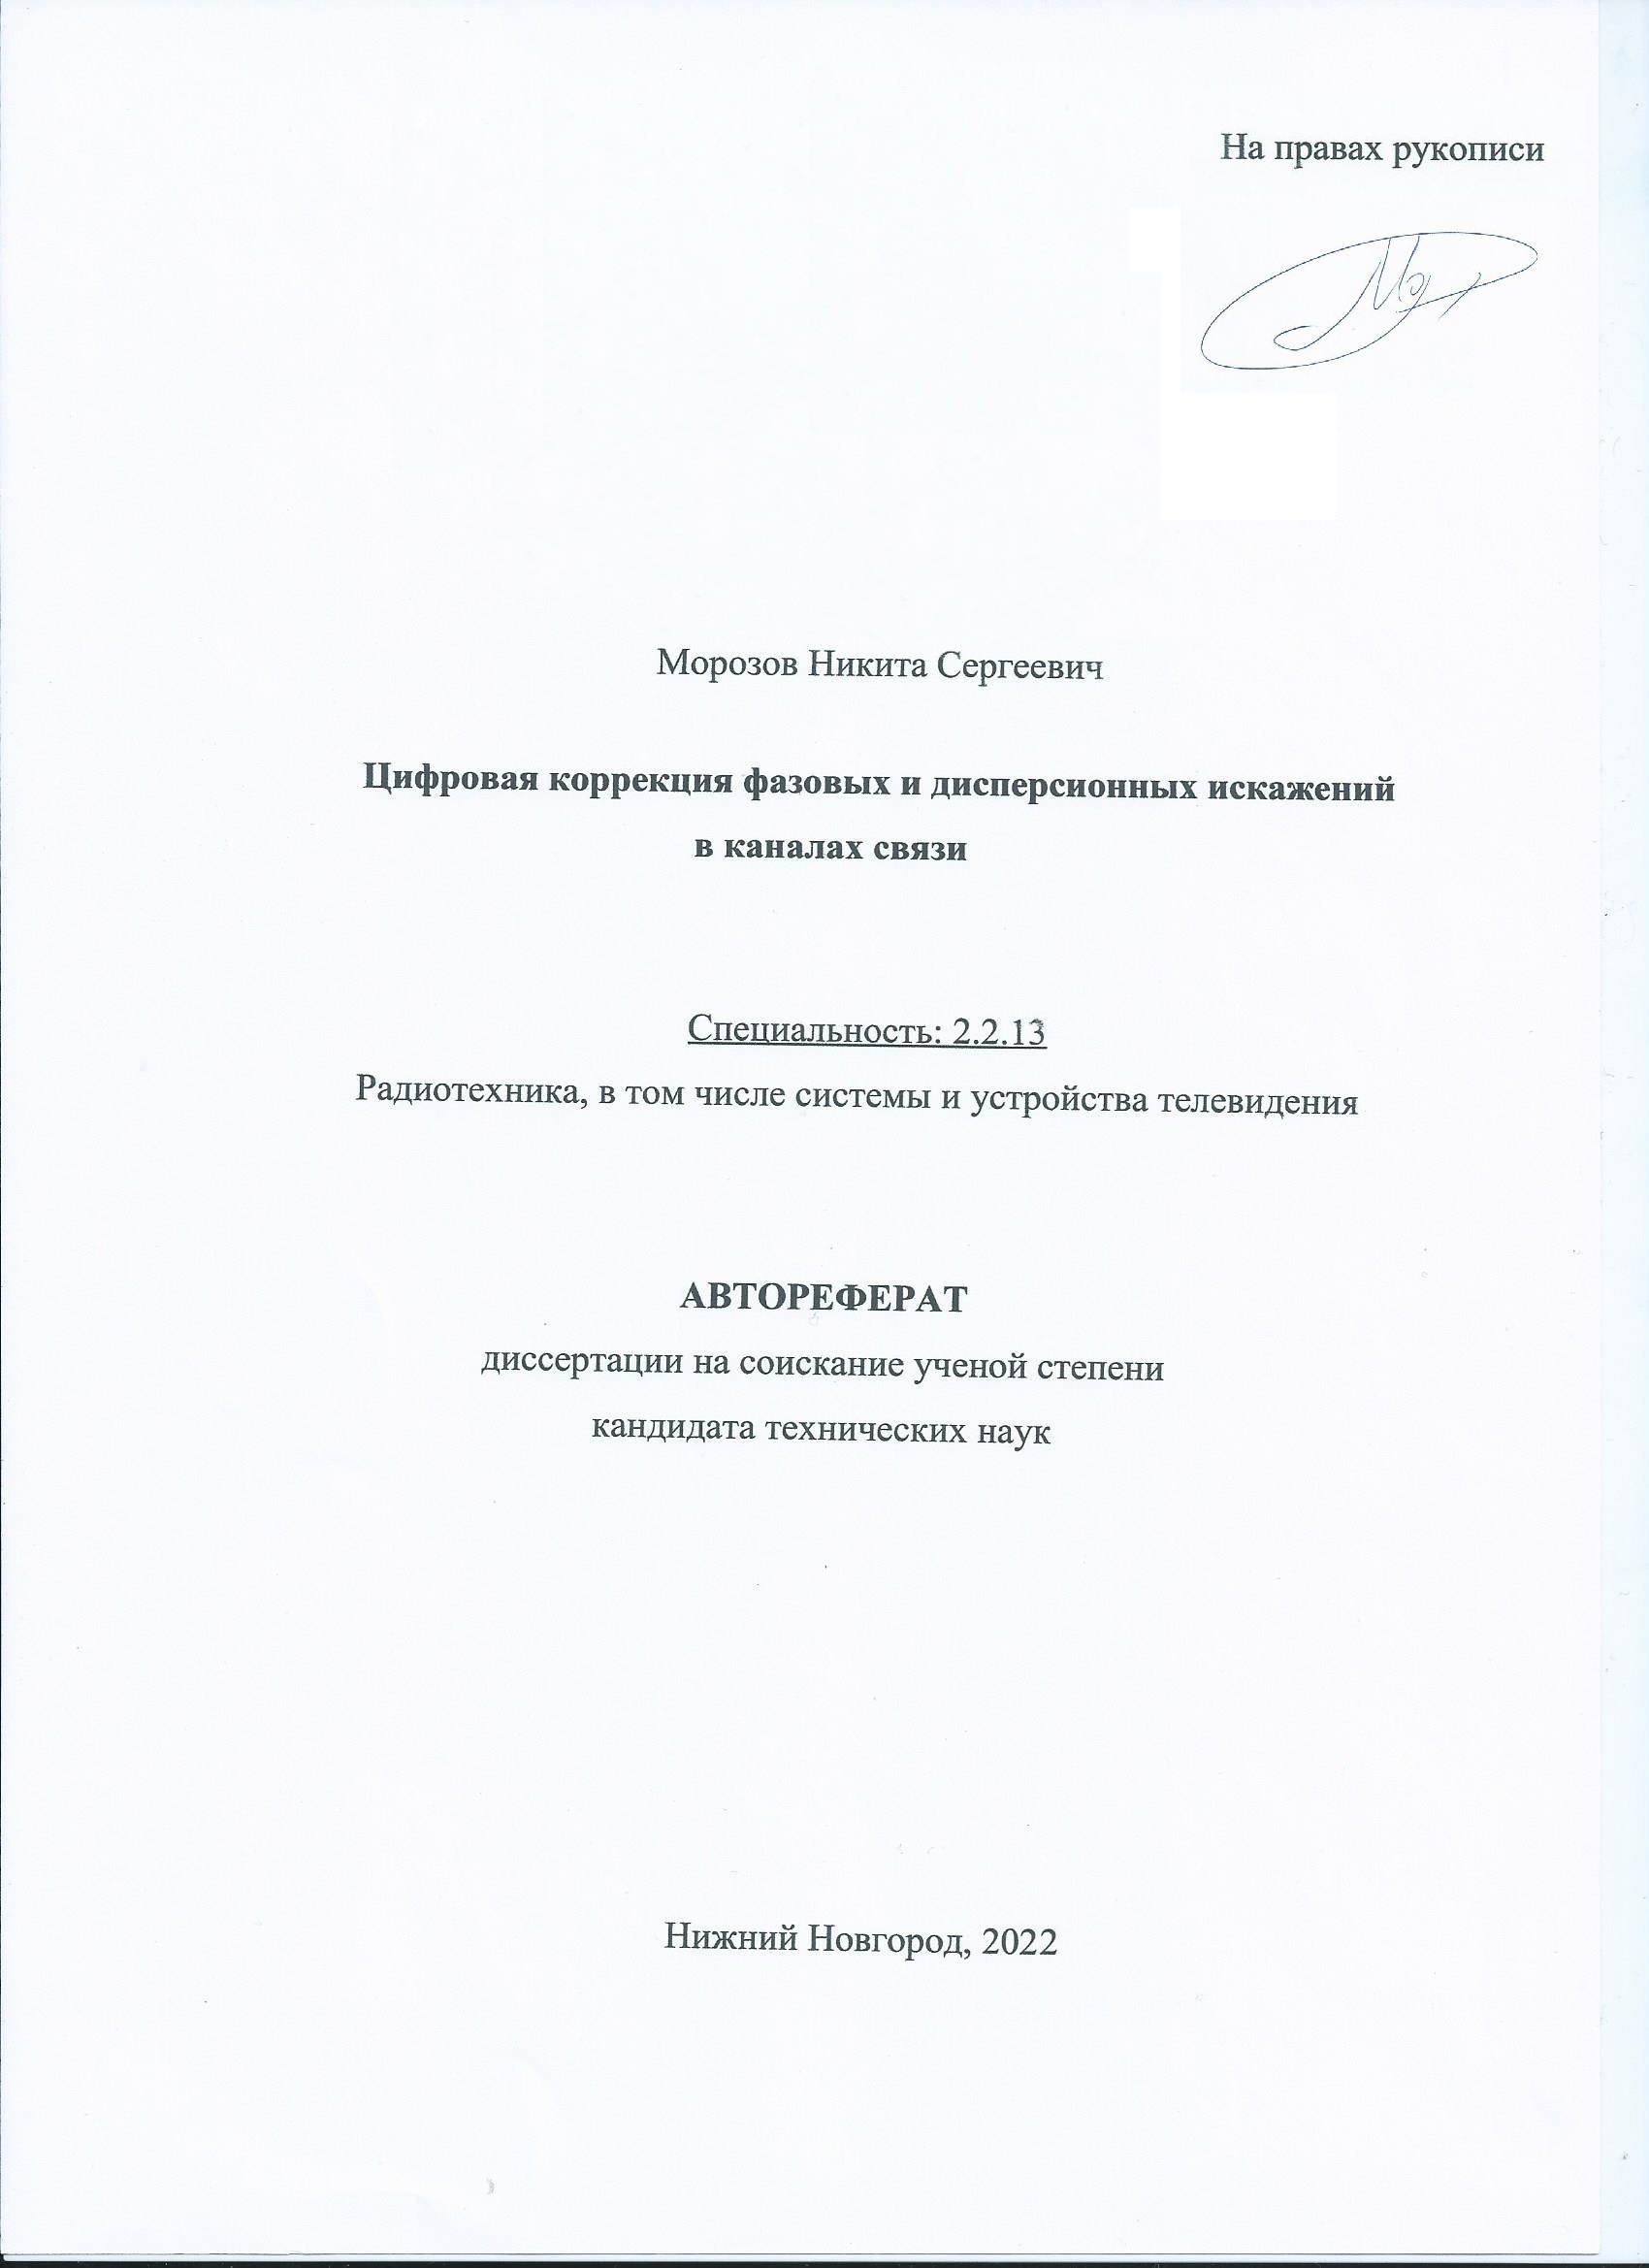 На правах рукописи
Морозов Никита Сергеевич
Цифровая коррекция фазовых и дисперсионных искажений
в каналах связи
Специальность: 2.2.13
Радиотехника, в том числе системы и устройства телевидения
АВТОРЕФЕРАТ
диссертации на соискание ученой степени
кандидата технических наук
Нижний Новгород, 2022